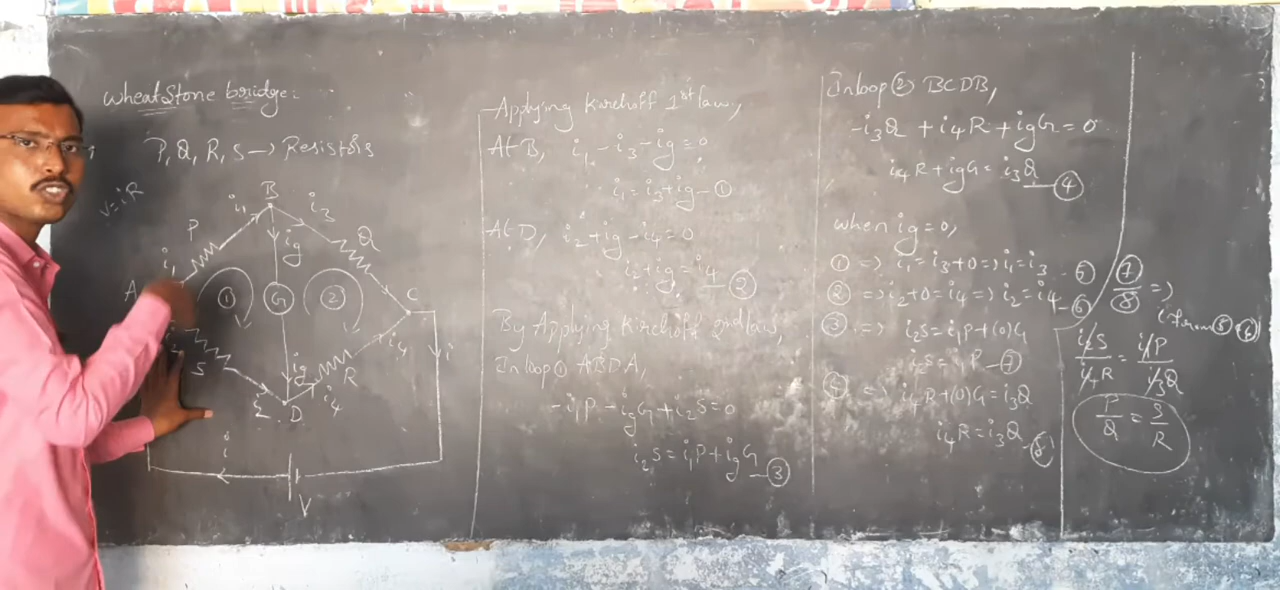 WheatStone bridge:
P, Q, R, S → Resistors
V=iR
B
i₁
i₃
P
Q
i₁
ig
A
1
G
2
C
i₂
i₄
i
S
ig
R
i₂
D
i₄
i
V
Applying Kirchoff 1st law,
At B, i₁ - i₃ - ig = 0
i₁ = i₃ + ig — ①
At D, i₂ + ig - i₄ = 0
i₂ + ig = i₄ — ②
By Applying Kirchoff 2nd law,
In loop ① ABDA,
-i₁P - igG + i₂S = 0
i₂S = i₁P + igG — ③
In loop ② BCDB,
-i₃Q + i₄R + igG = 0
i₄R + igG = i₃Q — ④
when ig = 0,
① => i₁ = i₃ + 0 => i₁ = i₃ — ⑤
② => i₂ + 0 = i₄ => i₂ = i₄ — ⑥
③ => i₂S = i₁P + (0)G
i₂S = i₁P — ⑦
④ => i₄R + (0)G = i₃Q
i₄R = i₃Q — ⑧
⑦/⑧ =>
(from ⑤ & ⑥)
i₂S/i₄R = i₁P/i₃Q
P/Q = S/R